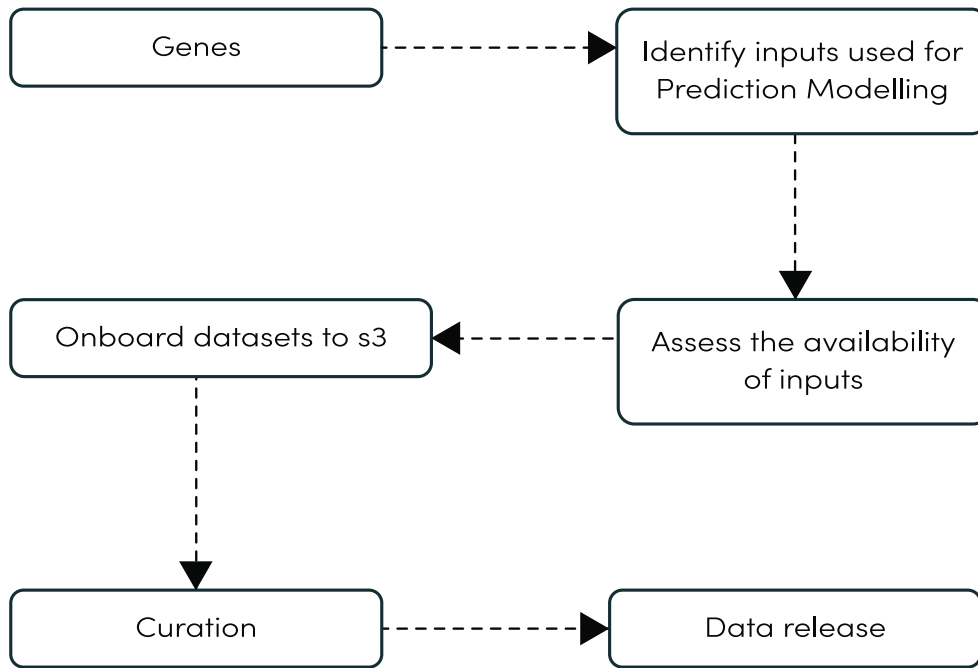 Genes
Identify inputs used for
Prediction Modelling
Onboard datasets to s3
Assess the availability
of inputs
Curation
Data release